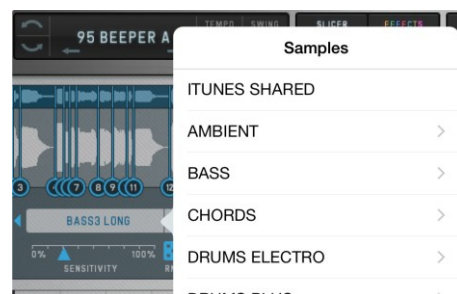 TEMPO SWING SLICER EFFECTS
95 BEEPER A
Samples
ITUNES SHARED
AMBIENT
BASS
3 7 8 9 11
CHORDS
BASS3 LONG
DRUMS ELECTRO
0% 100%
SENSITIVITY